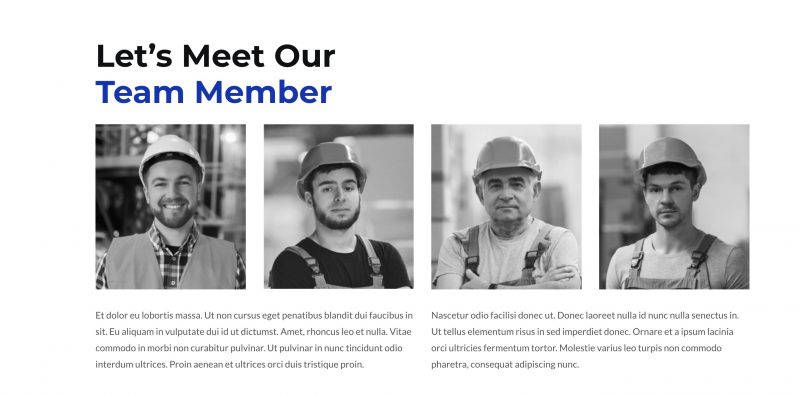 Let’s Meet Our
Team Member
Et dolor eu lobortis massa. Ut non cursus eget penatibus blandit dui faucibus in
sit. Eu aliquam in vulputate dui id ut dictumst. Amet, rhoncus leo et nulla. Vitae
commodo in morbi non curabitur pulvinar. Ut pulvinar in nunc tincidunt odio
interdum ultrices. Proin aenean et ultrices orci duis tristique proin.
Nascetur odio facilisi donec ut. Donec laoreet nulla id nunc nulla senectus in.
Ut tellus elementum risus in sed imperdiet donec. Ornare et a ipsum lacinia
orci ultricies fermentum tortor. Molestie varius leo turpis non commodo
pharetra, consequat adipiscing nunc.